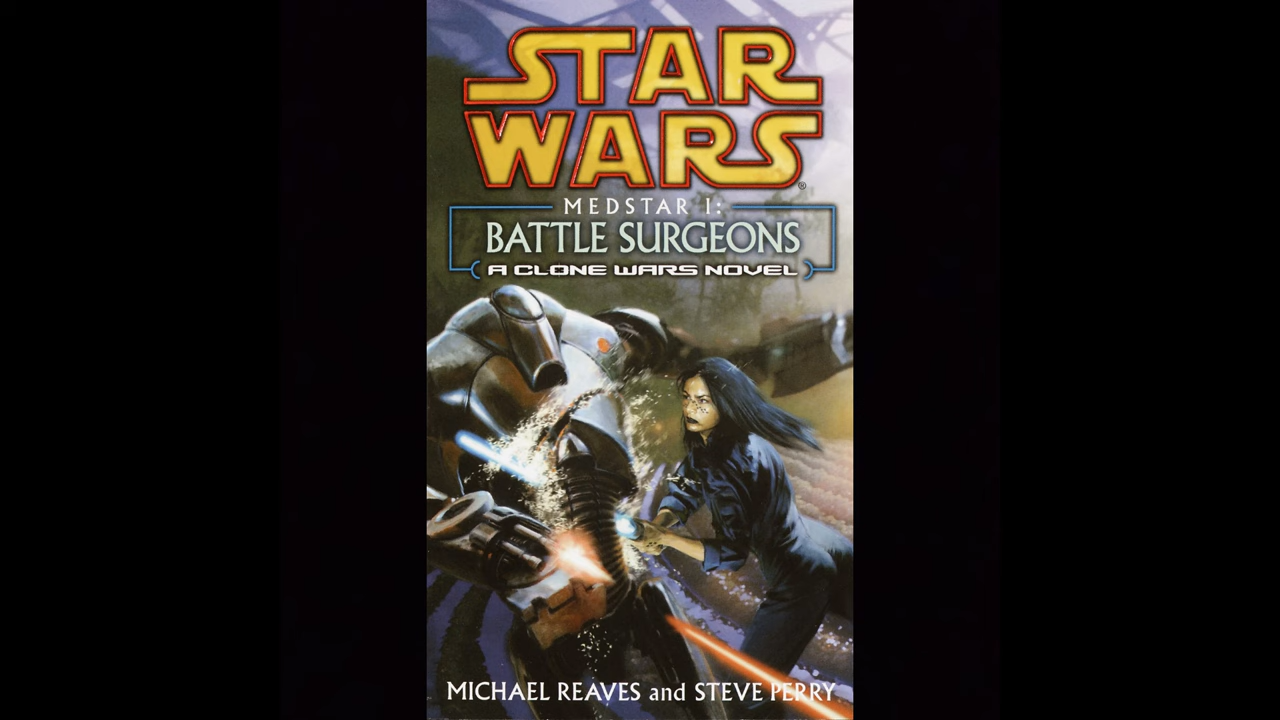 STAR
WARS®
MEDSTAR I:
BATTLE SURGEONS
A CLONE WARS NOVEL
MICHAEL REAVES and STEVE PERRY